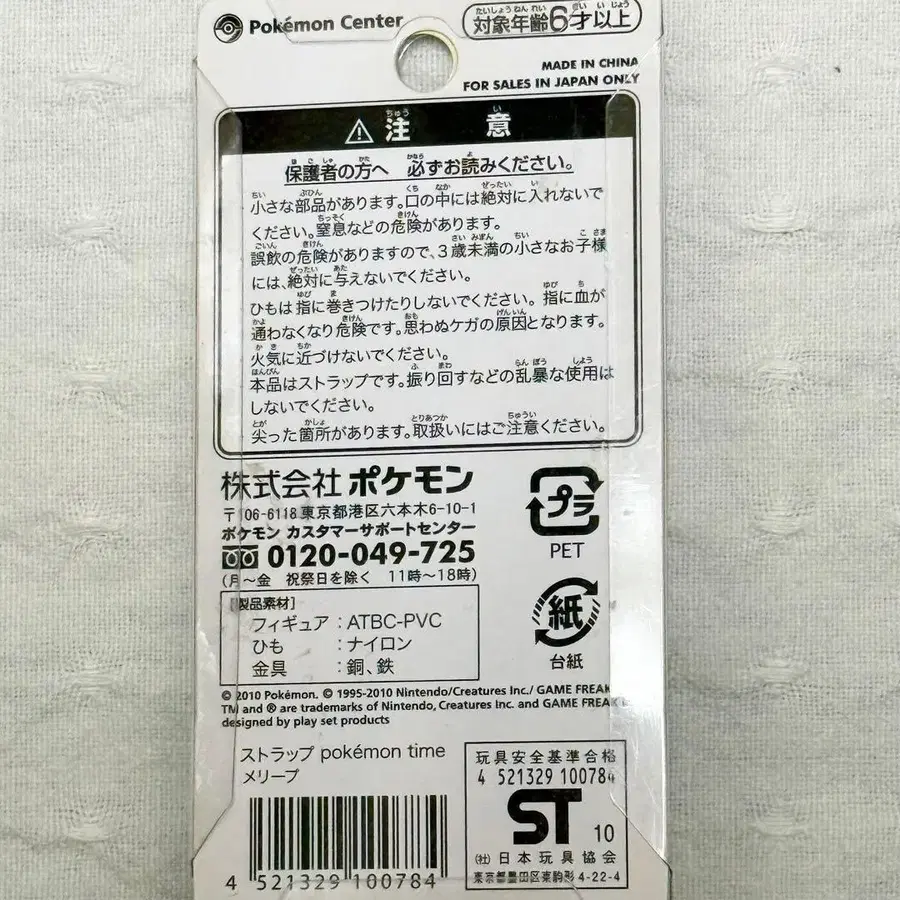 Pokémon Center
対象年齢6才以上
MADE IN CHINA
FOR SALES IN JAPAN ONLY
⚠注意
保護者の方へ 必ずお読みください。
小さな部品があります。口の中には絶対に入れないで
ください。窒息などの危険があります。
誤飲の危険がありますので、3歳未満の小さなお子様
には、絶対に与えないでください。
ひもは指に巻きつけたりしないでください。指に血が
通わなくなり危険です。思わぬケガの原因となります。
火気に近づけないでください。
本品はストラップです。振り回すなどの乱暴な使用は
しないでください。
尖った箇所があります。取扱いにはご注意ください。
株式会社 ポケモン
〒106-6118 東京都港区六本木6-10-1
ポケモン カスタマーサポートセンター
0120-049-725
(月〜金 祝祭日を除く 11時〜18時)
[製品素材]
フィギュア:ATBC-PVC
ひも:ナイロン
金具:銅、鉄
プラ
PET
紙
台紙
© 2010 Pokémon. © 1995-2010 Nintendo/Creatures Inc./ GAME FREAK
TM and ® are trademarks of Nintendo, Creatures Inc. and GAME FREAK
designed by play set products
ストラップ pokémon time
メリープ
4 521329 100784
玩具安全基準合格
4 521329 100784
ST 10
(社)日本玩具協会
東京都墨田区東駒形4-22-4